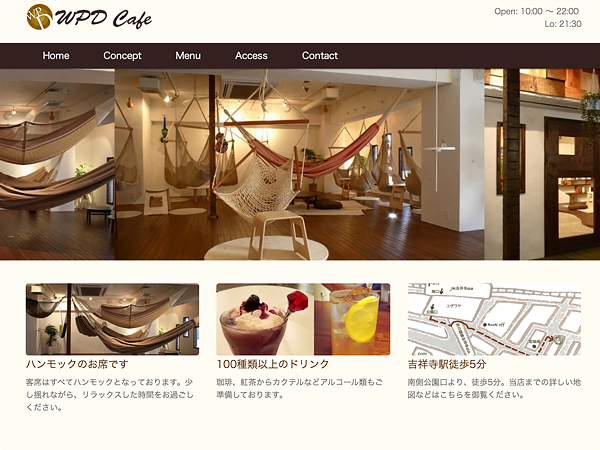 WPD Cafe
Open: 10:00 〜 22:00
Lo: 21:30
Home Concept Menu Access Contact
ハンモックのお席です
客席はすべてハンモックとなっております。少
し揺れながら、リラックスした時間をお過ごし
ください。
100種類以上のドリンク
珈琲、紅茶からカクテルなどアルコール類もご
準備しております。
吉祥寺駅徒歩5分
南側公園口より、徒歩5分。当店までの詳しい地
図などはこちらを御覧ください。